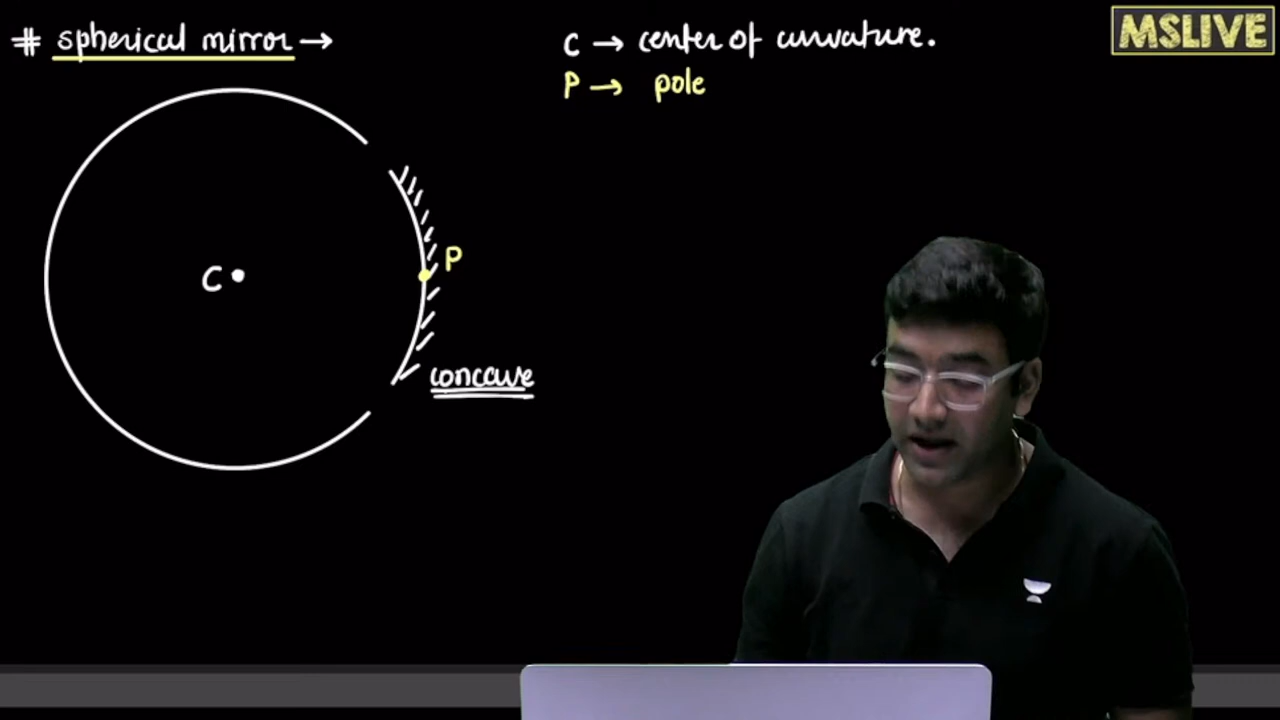 # spherical mirror →
C → center of curvature.
MSLIVE
P → pole
P
C
concave